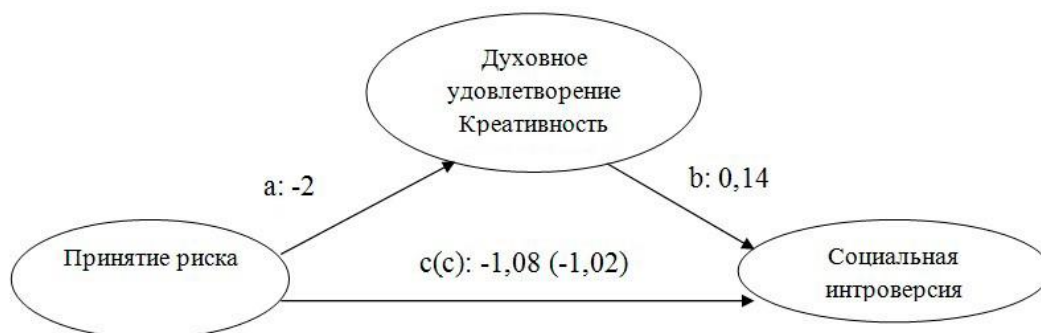 Духовное
удовлетворение
Креативность
a: -2
b: 0,14
Принятие риска
c(c): -1,08 (-1,02)
Социальная
интроверсия